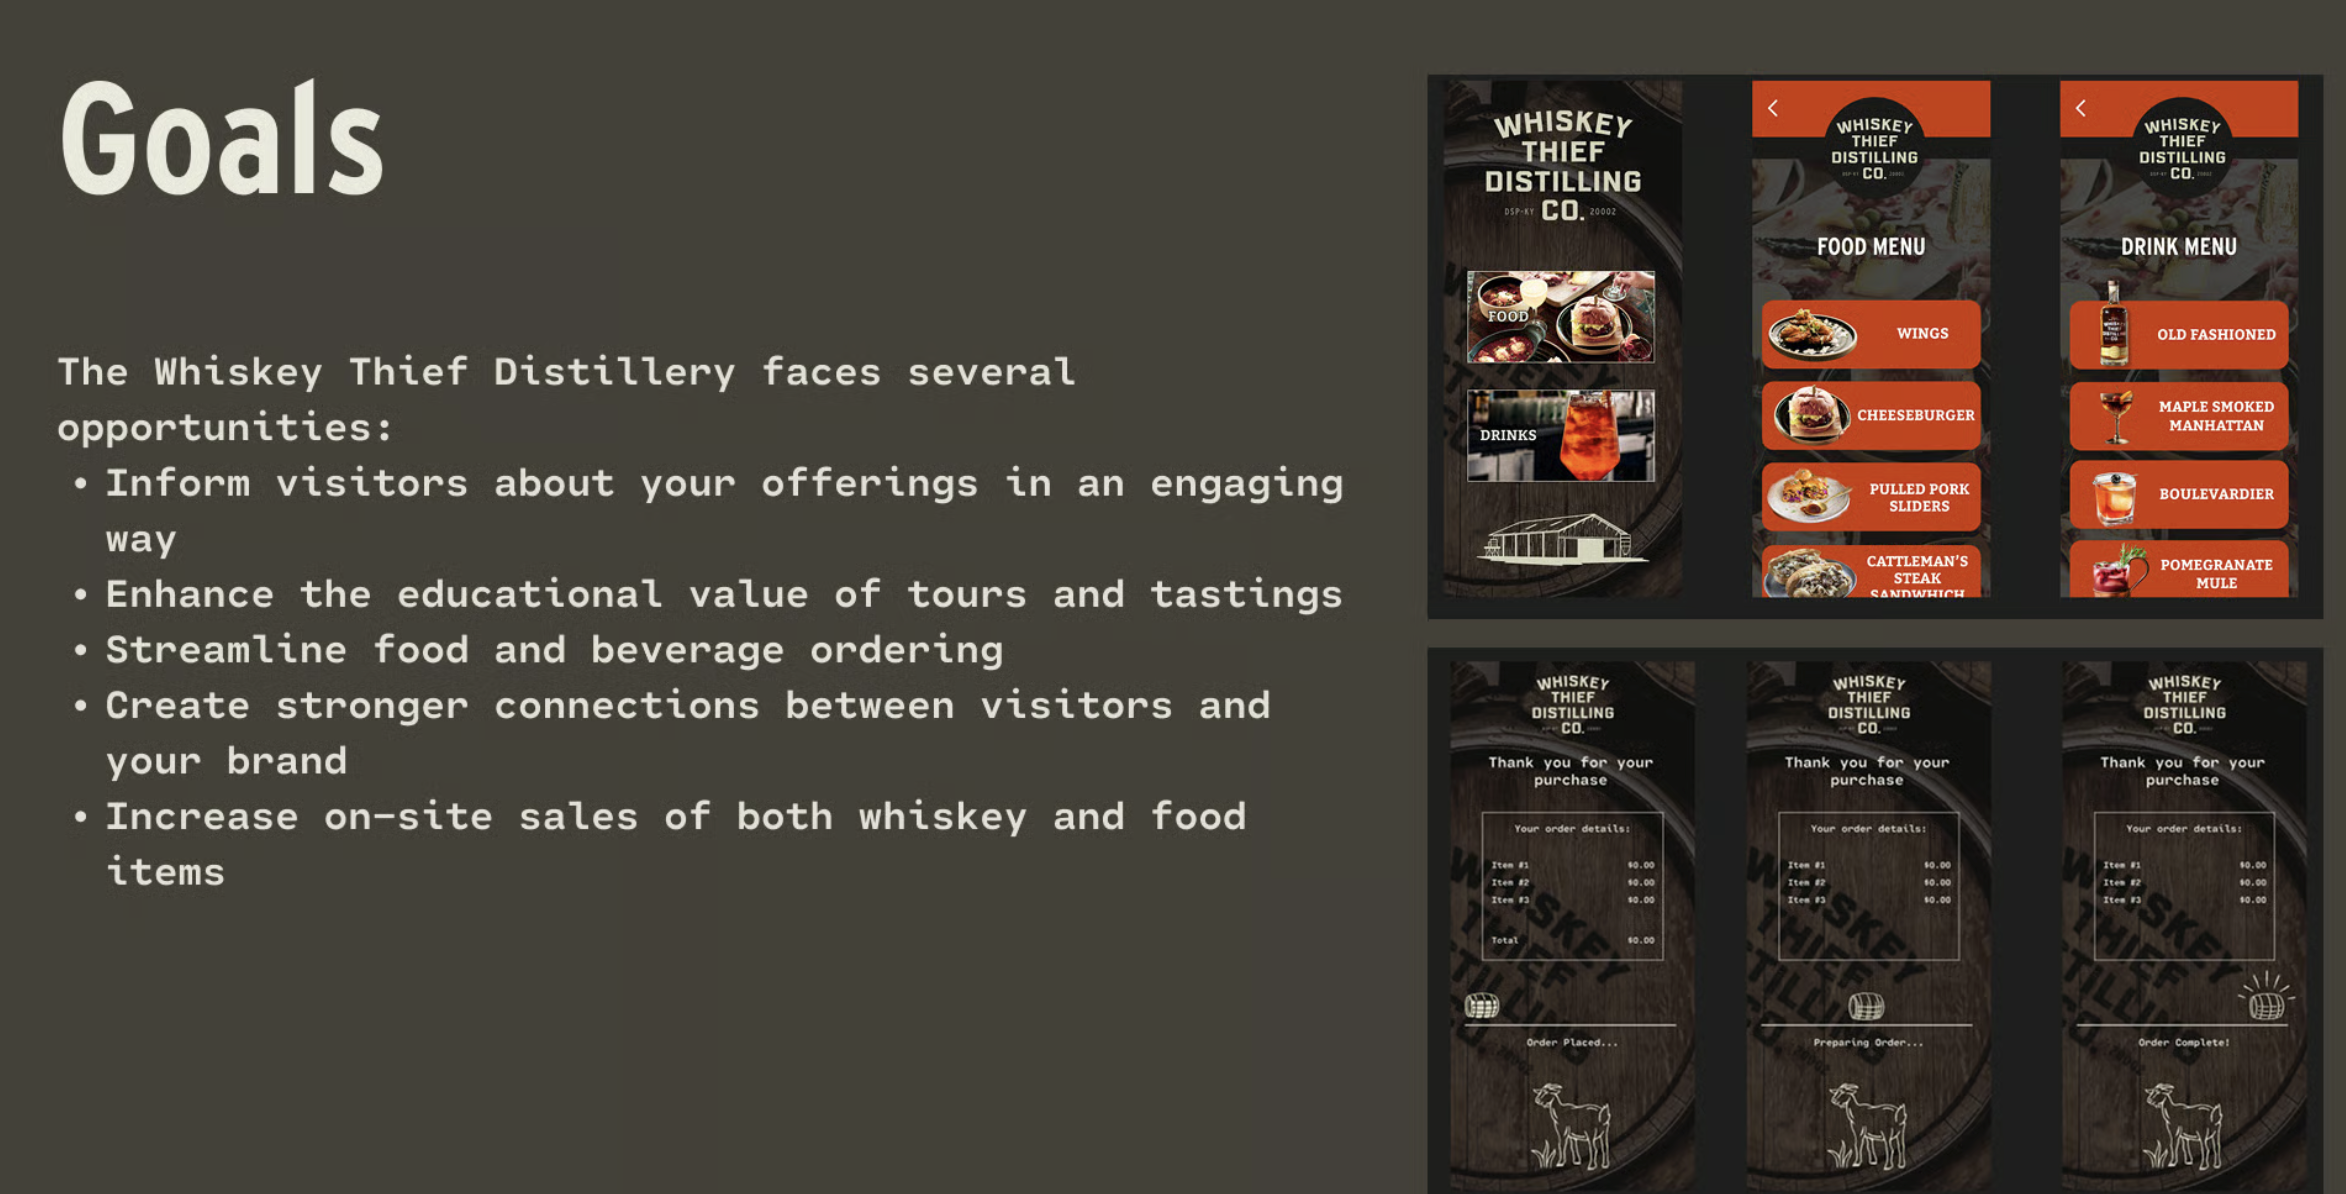 Goals
The Whiskey Thief Distillery faces several
opportunities:
• Inform visitors about your offerings in an engaging
way
• Enhance the educational value of tours and tastings
• Streamline food and beverage ordering
• Create stronger connections between visitors and
your brand
• Increase on-site sales of both whiskey and food
items
WHISKEY
THIEF
DISTILLING
DSP-KY CO. 20002
FOOD
DRINKS
WHISKEY
THIEF
DISTILLING
CO.
FOOD MENU
WINGS
CHEESEBURGER
PULLED PORK
SLIDERS
CATTLEMAN'S
STEAK
SANDWHICH
WHISKEY
THIEF
DISTILLING
CO.
DRINK MENU
OLD FASHIONED
MAPLE SMOKED
MANHATTAN
BOULEVARDIER
POMEGRANATE
MULE
WHISKEY
THIEF
DISTILLING
CO.
Thank you for your
purchase
Your order details:
Item #1 $0.00
Item #2 $0.00
Item #3 $0.00
Total $0.00
Order Placed...
WHISKEY
THIEF
DISTILLING
CO.
Thank you for your
purchase
Your order details:
Item #1 $0.00
Item #2 $0.00
Item #3 $0.00
Preparing Order...
WHISKEY
THIEF
DISTILLING
CO.
Thank you for your
purchase
Your order details:
Item #1 $0.00
Item #2 $0.00
Item #3 $0.00
Order Complete!